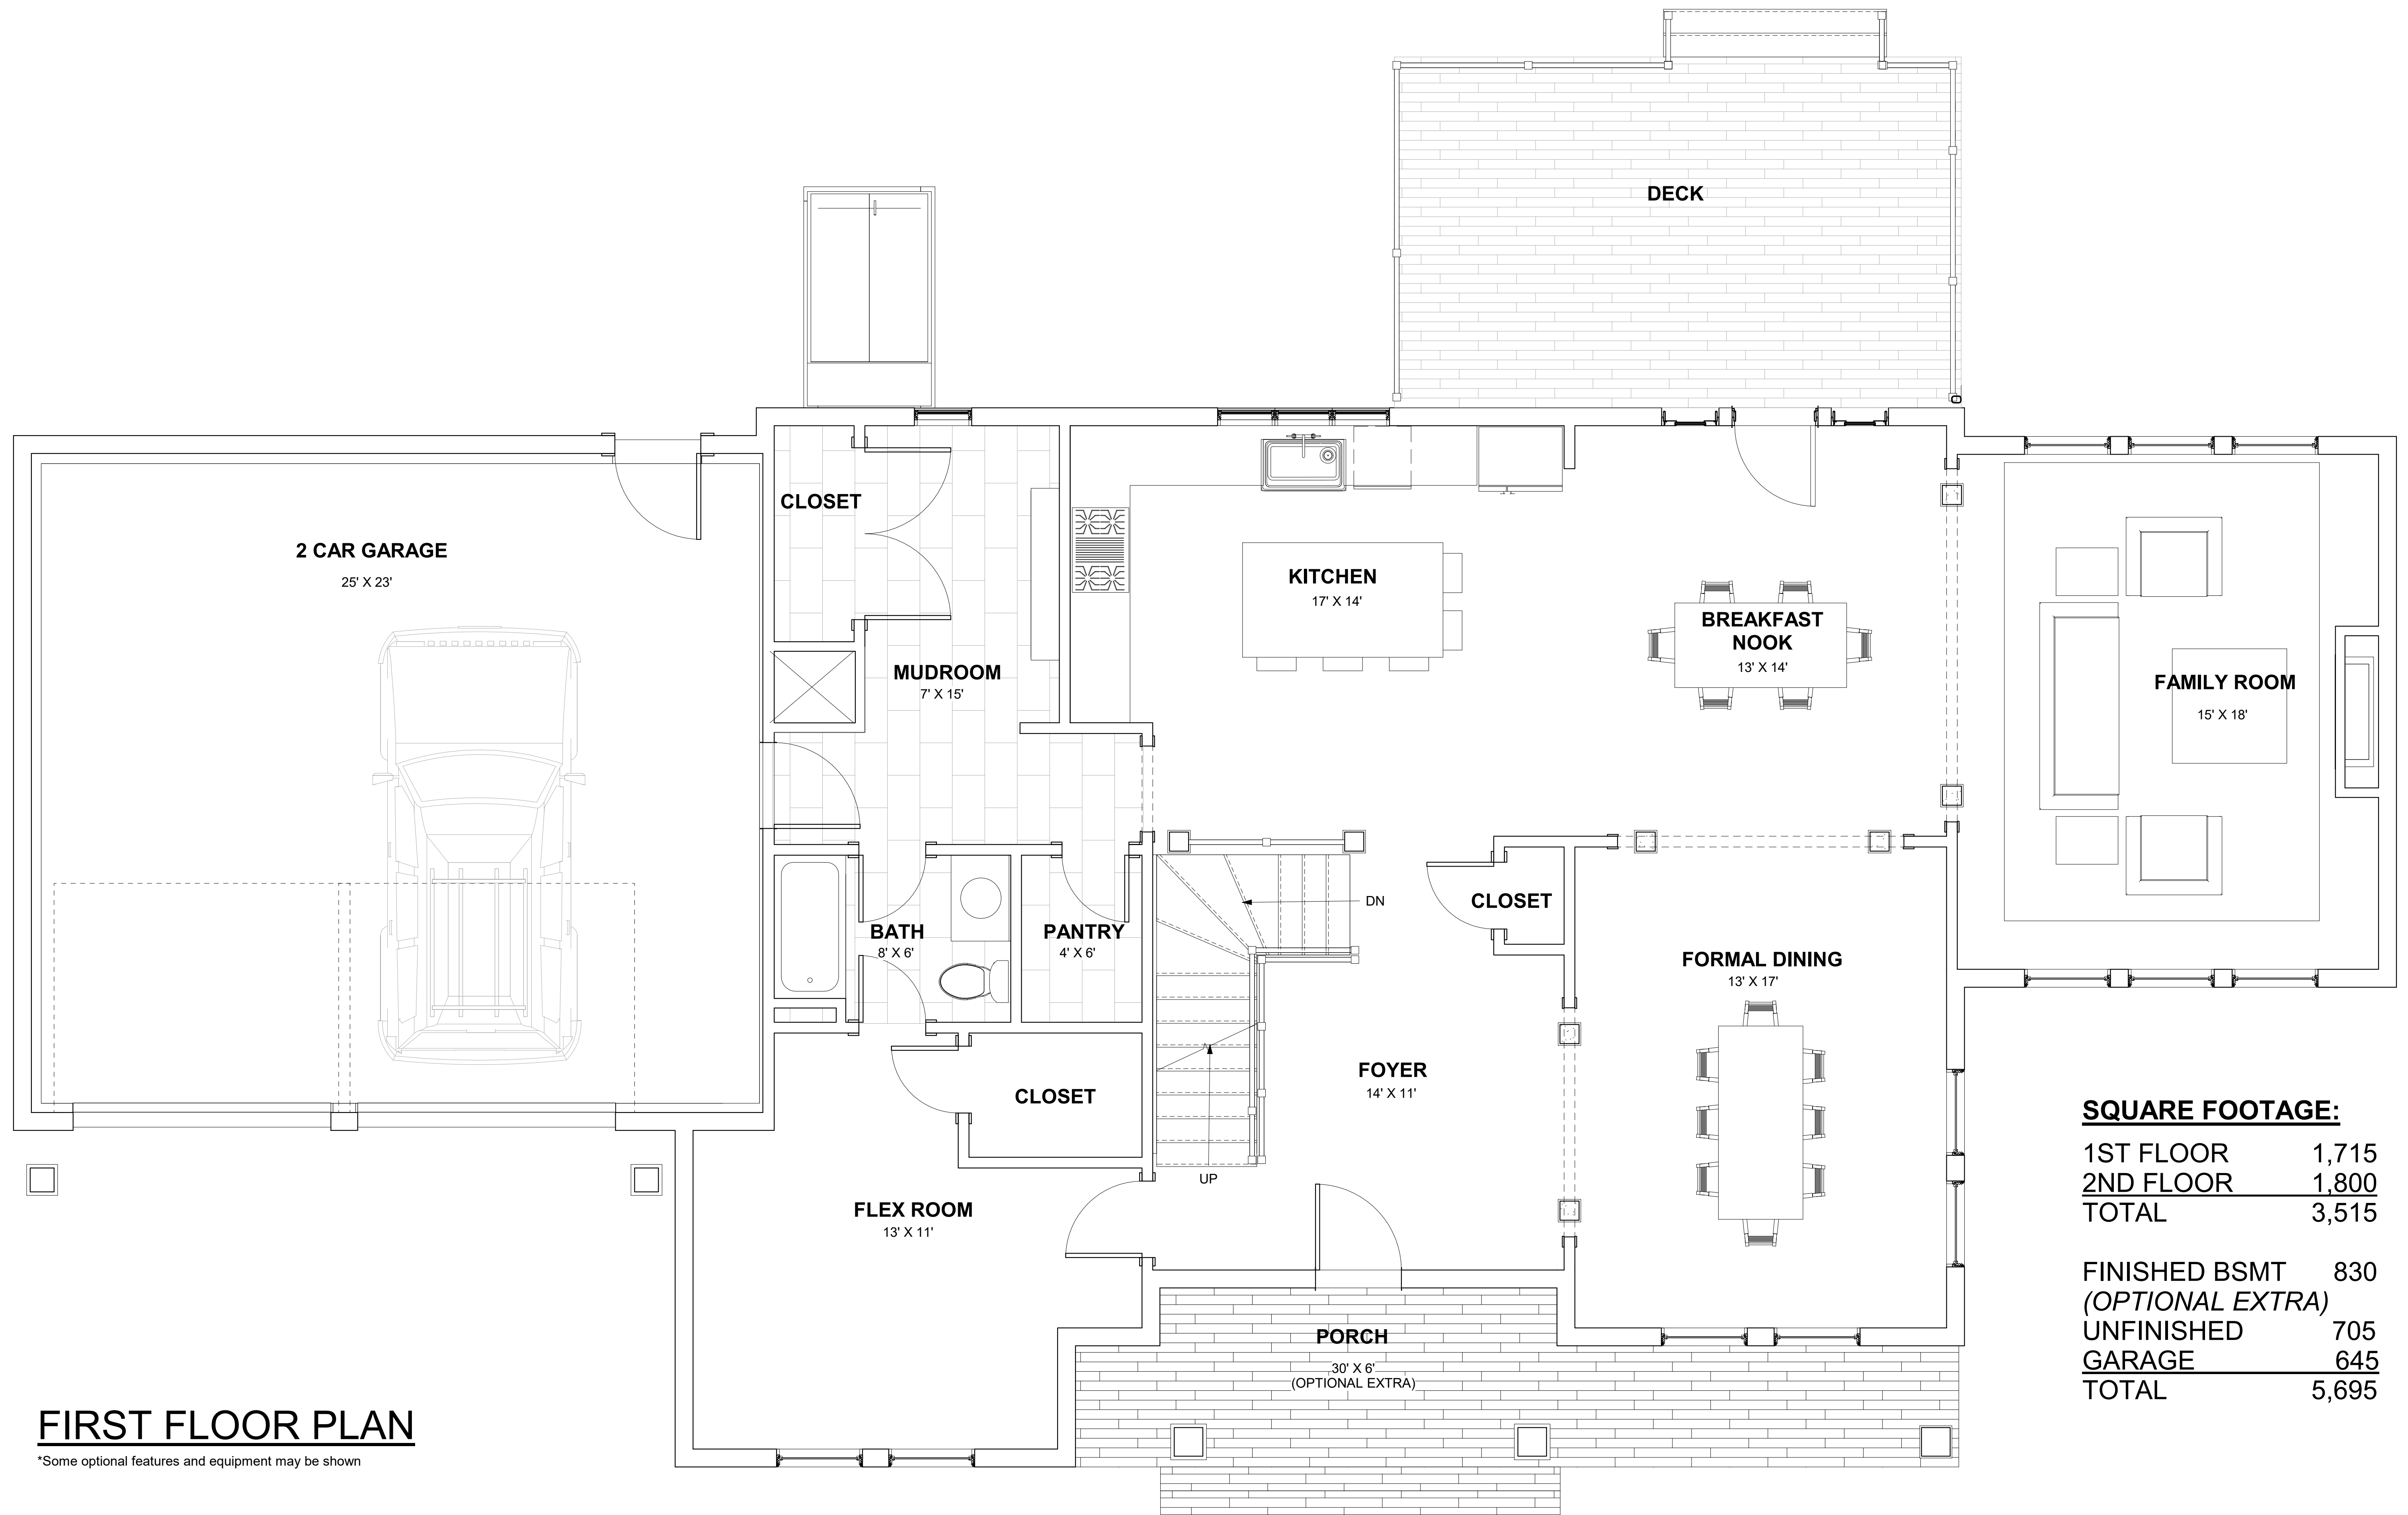 DECK
CLOSET
2 CAR GARAGE
25' X 23'
KITCHEN
17' X 14'
BREAKFAST
NOOK
13' X 14'
MUDROOM
7' X 15'
FAMILY ROOM
15' X 18'
DN
CLOSET
BATH
8' X 6'
PANTRY
4' X 6'
FORMAL DINING
13' X 17'
FOYER
14' X 11'
CLOSET
UP
FLEX ROOM
13' X 11'
PORCH
30' X 6'
(OPTIONAL EXTRA)
SQUARE FOOTAGE:
1ST FLOOR 1,715
2ND FLOOR 1,800
TOTAL 3,515
FINISHED BSMT 830
(OPTIONAL EXTRA)
UNFINISHED 705
GARAGE 645
TOTAL 5,695
FIRST FLOOR PLAN
*Some optional features and equipment may be shown